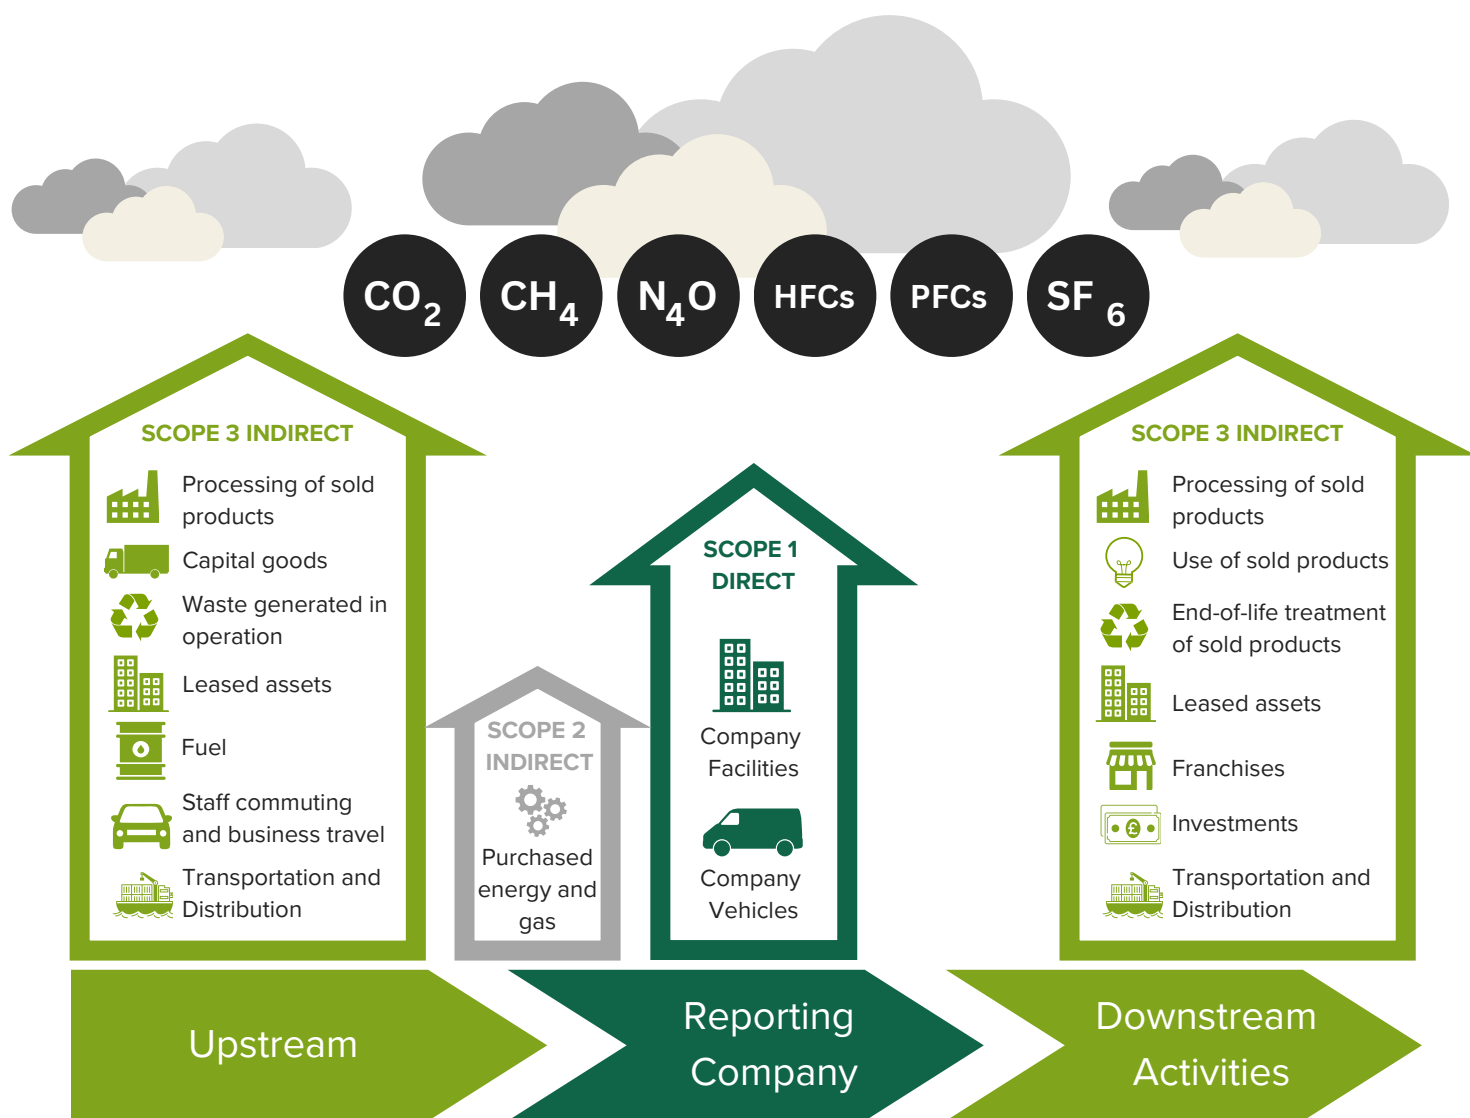 CO₂ CH₄ N₄O HFCs PFCs SF ₆
SCOPE 3 INDIRECT
Processing of sold
products
Capital goods
Waste generated in
operation
Leased assets
Fuel
Staff commuting
and business travel
Transportation and
Distribution
SCOPE 2
INDIRECT
Purchased
energy and
gas
SCOPE 1
DIRECT
Company
Facilities
Company
Vehicles
SCOPE 3 INDIRECT
Processing of sold
products
Use of sold products
End-of-life treatment
of sold products
Leased assets
Franchises
£
Investments
Transportation and
Distribution
Upstream
Reporting
Company
Downstream
Activities